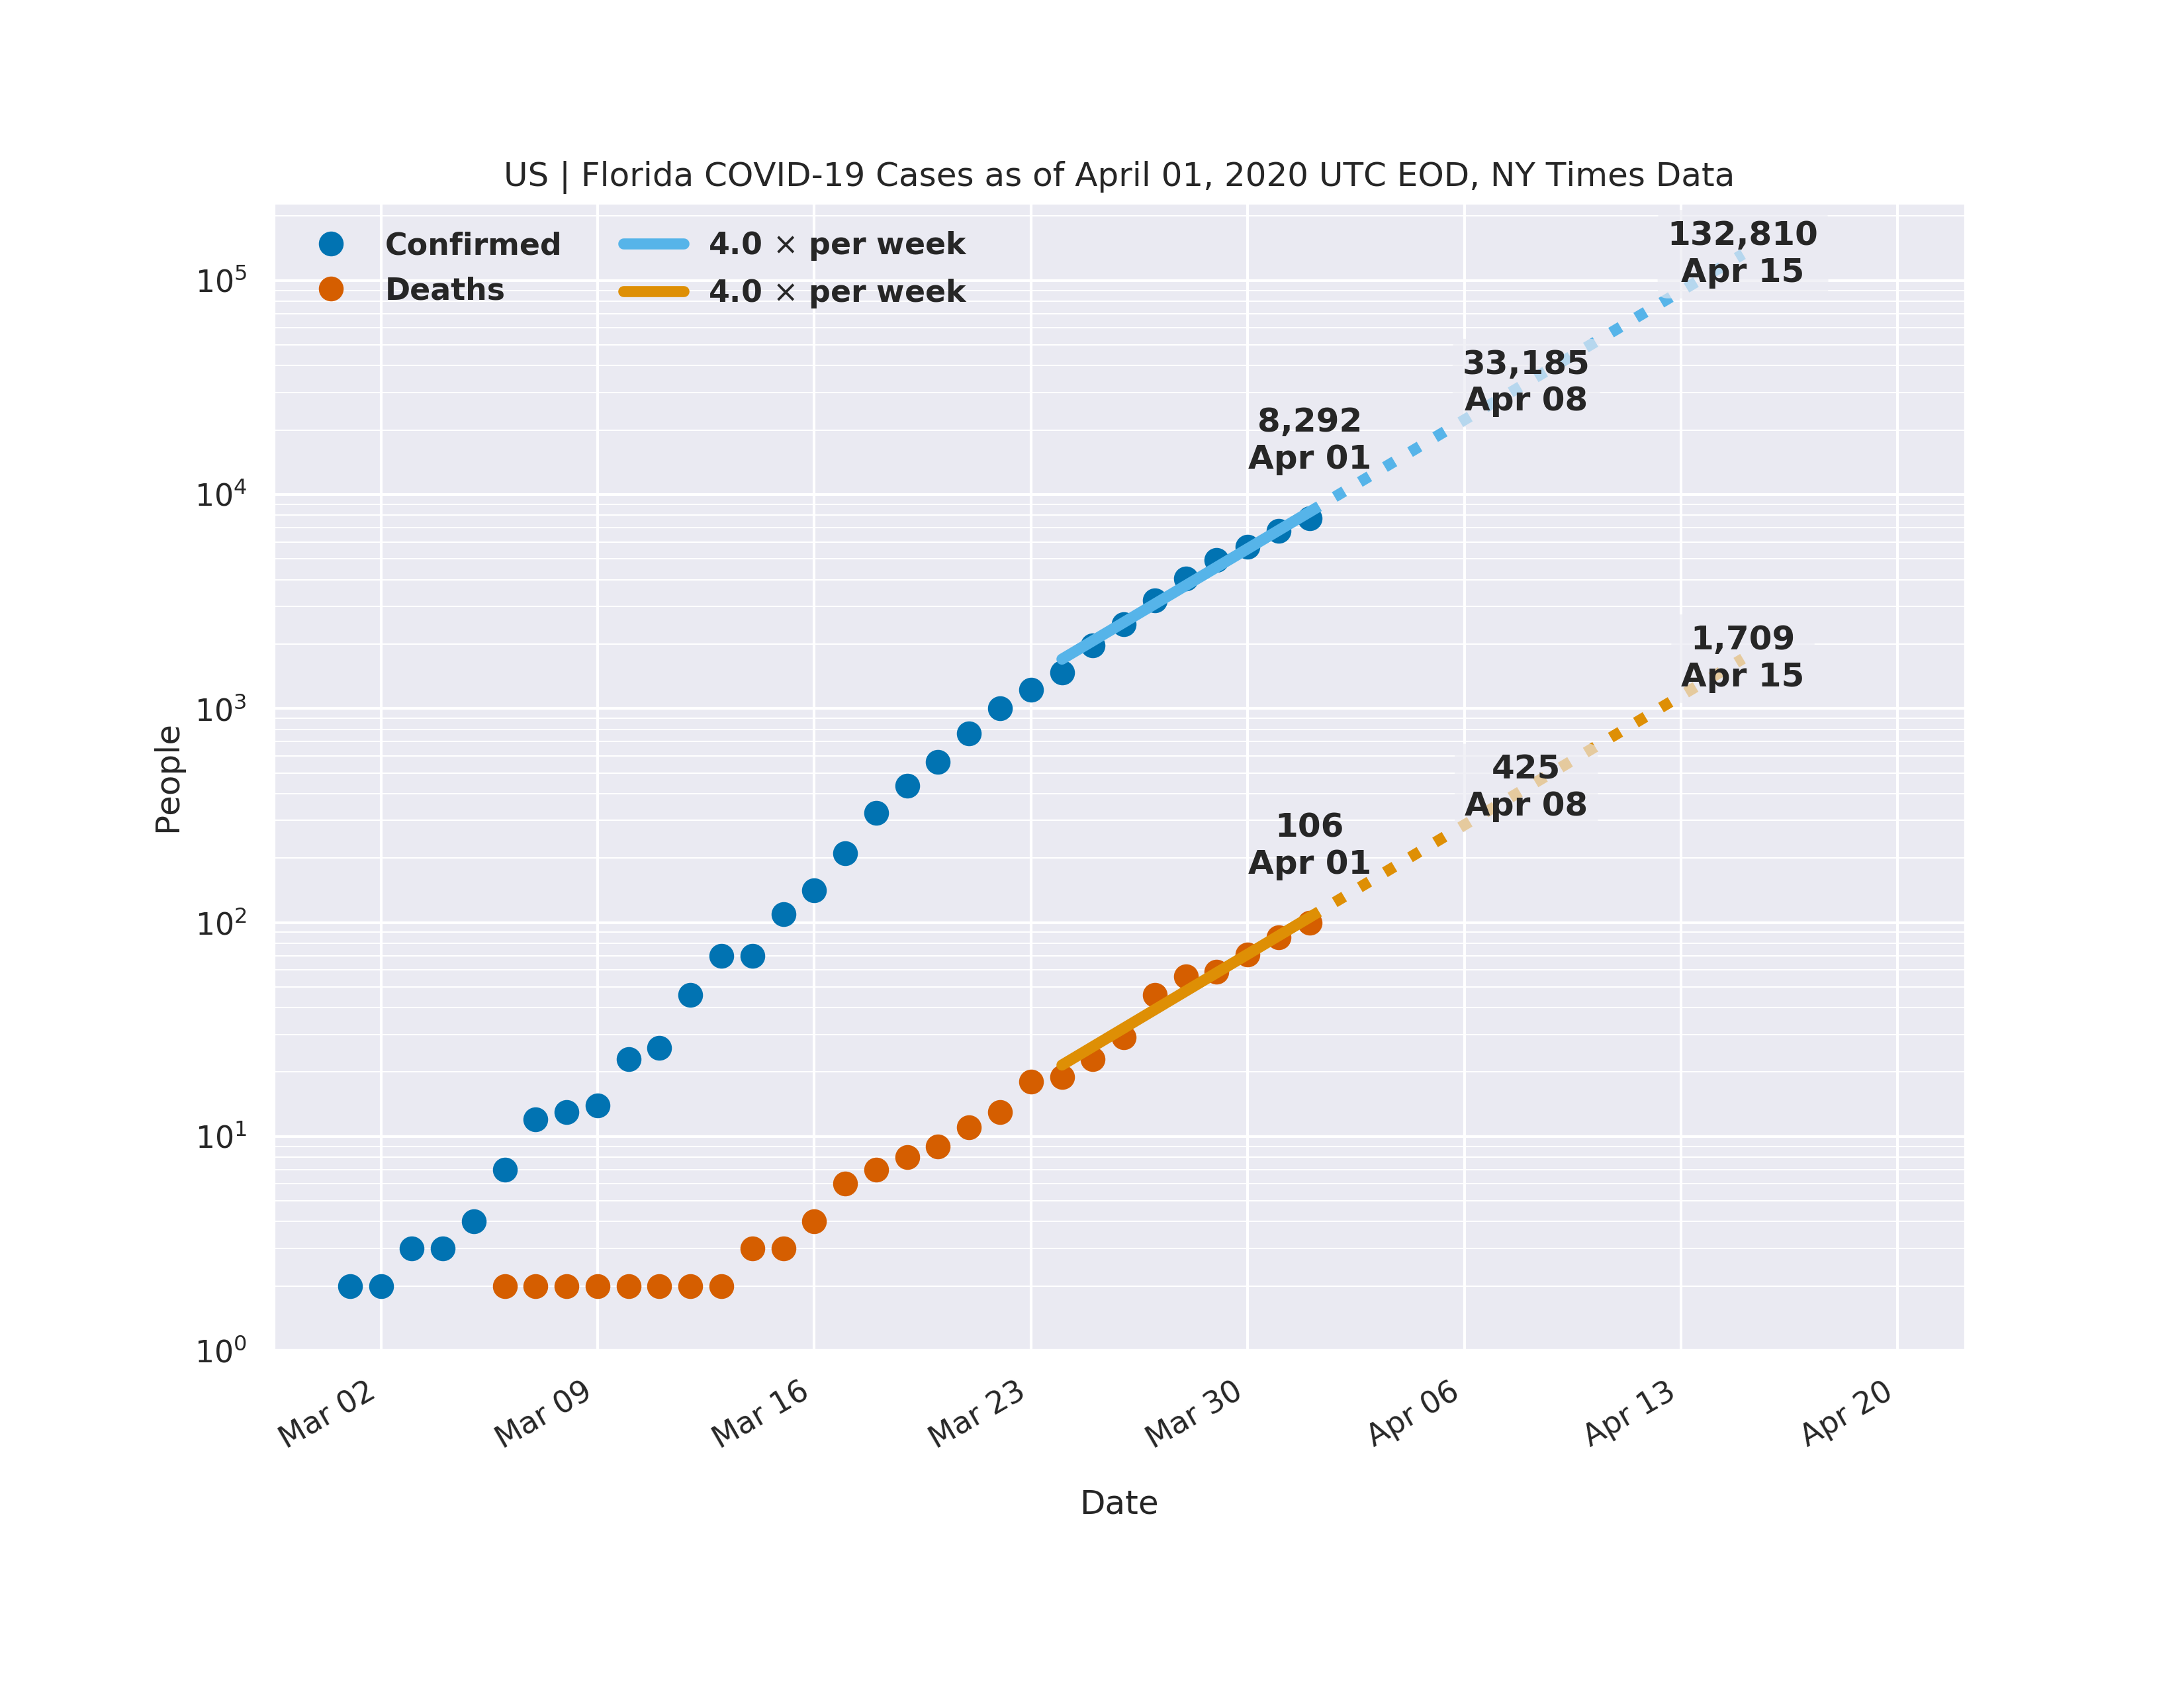 US | Florida COVID-19 Cases as of April 01, 2020 UTC EOD, NY Times Data
Confirmed
Deaths
4.0 × per week
4.0 × per week
132,810
Apr 15
33,185
Apr 08
8,292
Apr 01
1,709
Apr 15
425
Apr 08
106
Apr 01
People
10⁵
10⁴
10³
10²
10¹
10⁰
Mar 02
Mar 09
Mar 16
Mar 23
Mar 30
Apr 06
Apr 13
Apr 20
Date